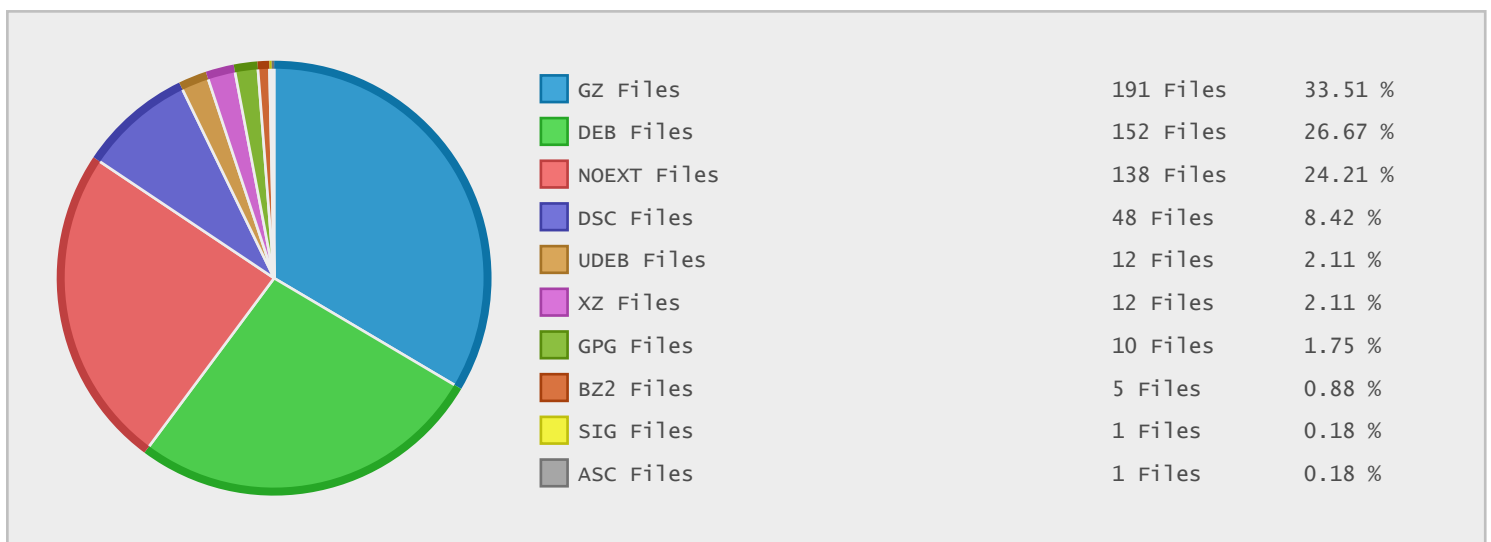 GZ Files 191 Files 33.51 %
DEB Files 152 Files 26.67 %
NOEXT Files 138 Files 24.21 %
DSC Files 48 Files 8.42 %
UDEB Files 12 Files 2.11 %
XZ Files 12 Files 2.11 %
GPG Files 10 Files 1.75 %
BZ2 Files 5 Files 0.88 %
SIG Files 1 Files 0.18 %
ASC Files 1 Files 0.18 %